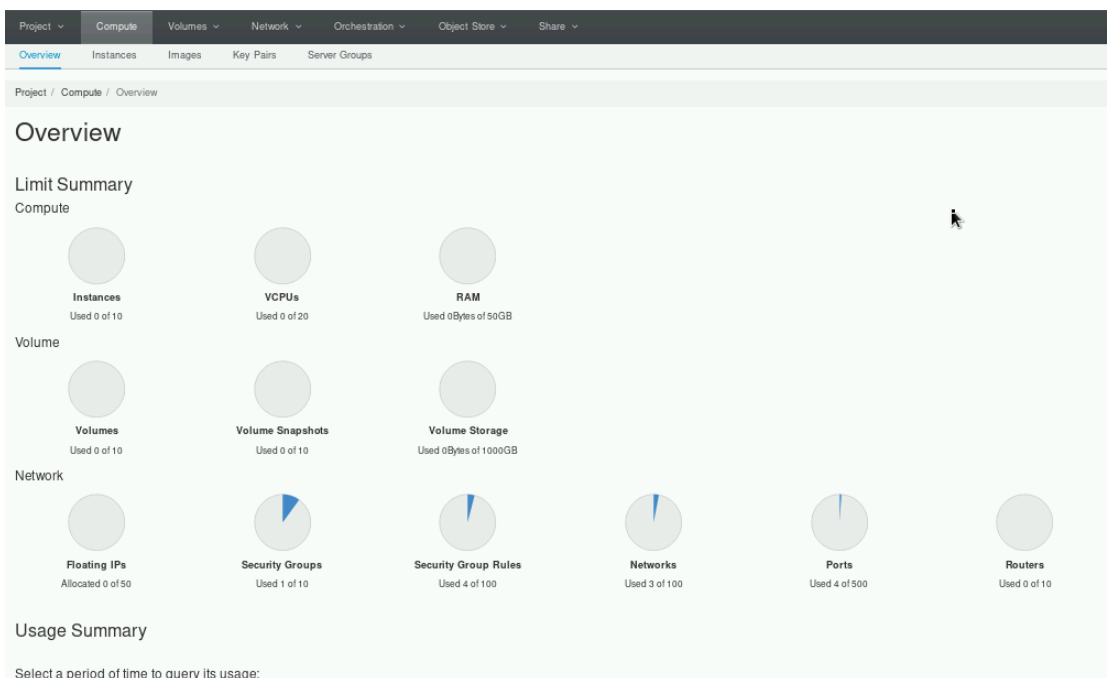 Project Compute Volumes Network Orchestration Object Store Share
Overview Instances Images Key Pairs Server Groups
Project / Compute / Overview
Overview
Limit Summary
Compute
Instances VCPUs RAM
Used 0 of 10 Used 0 of 20 Used 0Bytes of 50GB
Volume
Volumes Volume Snapshots Volume Storage
Used 0 of 10 Used 0 of 10 Used 0Bytes of 1000GB
Network
Floating IPs Security Groups Security Group Rules Networks Ports Routers
Allocated 0 of 50 Used 1 of 10 Used 4 of 100 Used 3 of 100 Used 4 of 500 Used 0 of 10
Usage Summary
Select a period of time to query its usage: